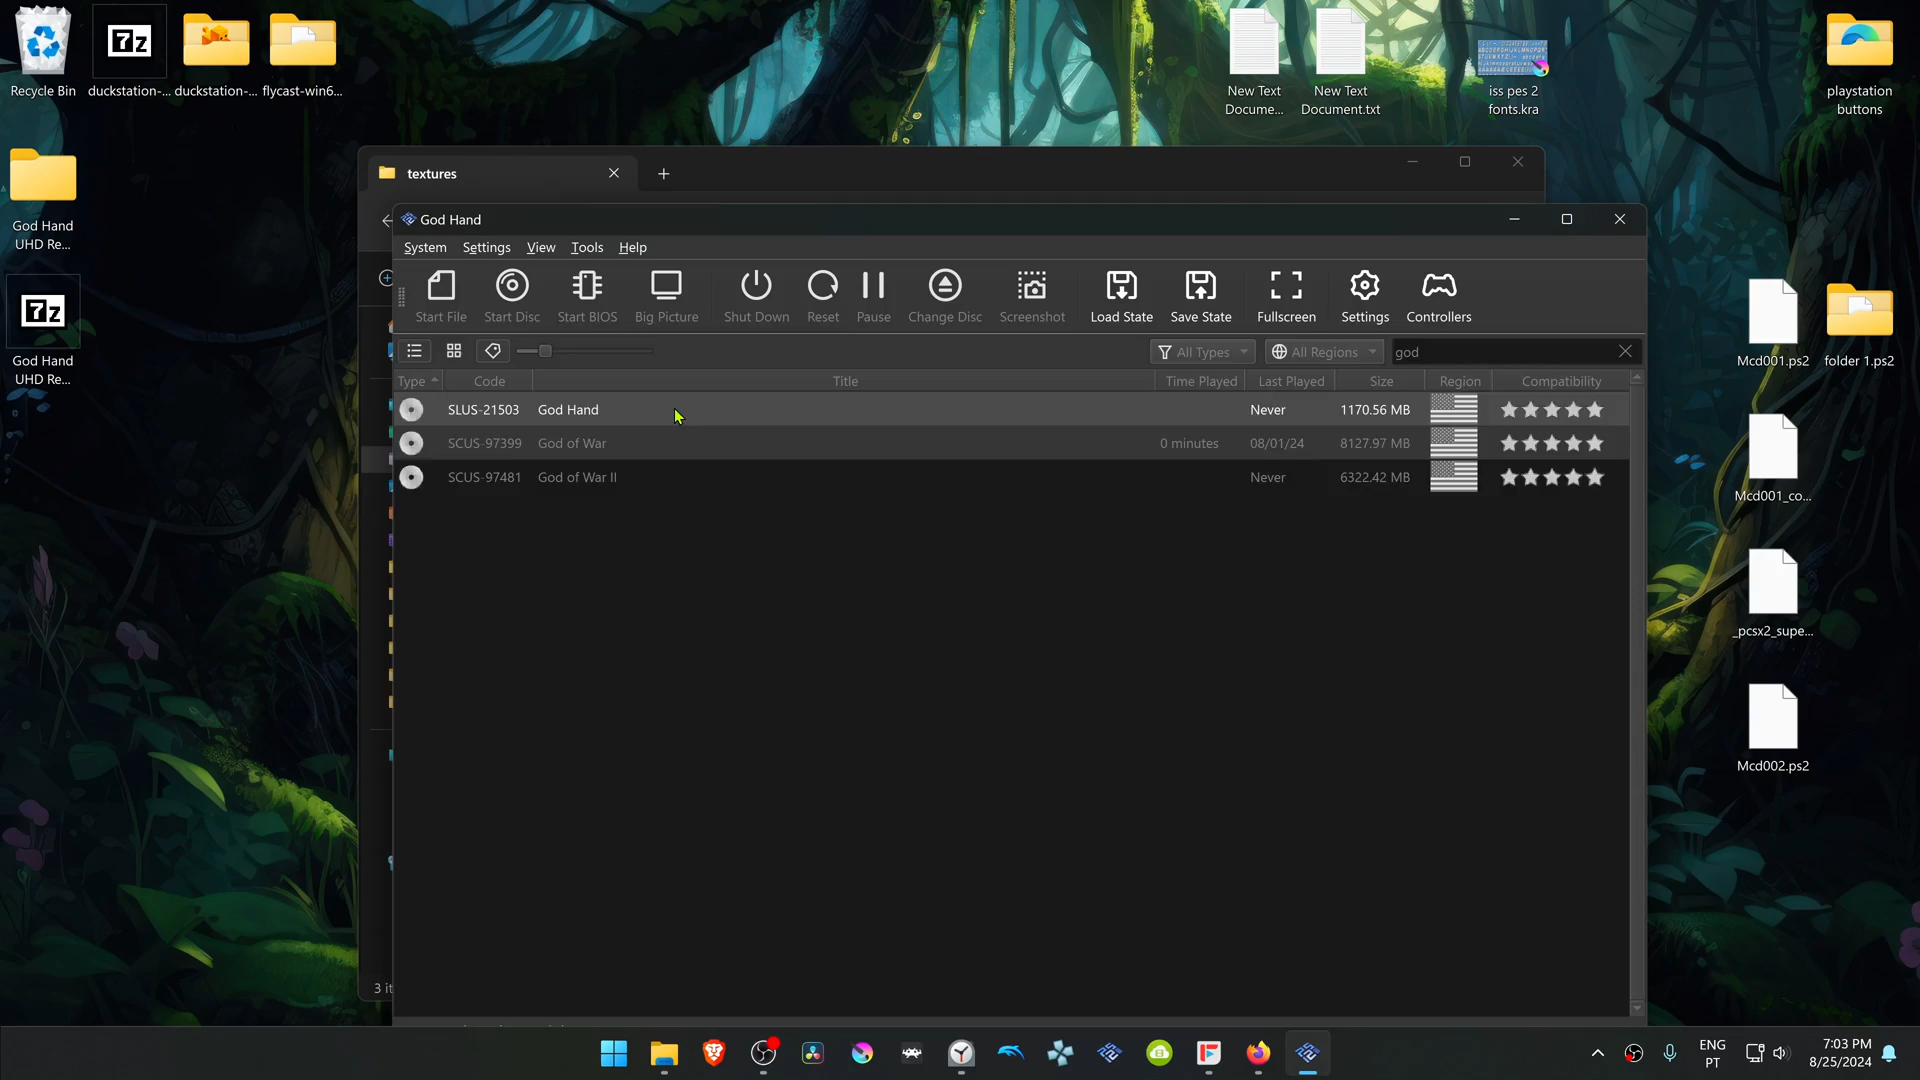 Recycle Bin
duckstation-...
duckstation-...
flycast-win6...
New Text
Docume...
New Text
Document.txt
iss pes 2
fonts.kra
playstation
buttons
God Hand
UHD Re...
7z
God Hand
UHD Re...
7z
textures
God Hand
System Settings View Tools Help
Start File
Start Disc
Start BIOS
Big Picture
Shut Down
Reset
Pause
Change Disc
Screenshot
Load State
Save State
Fullscreen
Settings
Controllers
All Types
All Regions
god
Type Code Title Time Played Last Played Size Region Compatibility
SLUS-21503 God Hand Never 1170.56 MB
SCUS-97399 God of War 0 minutes 08/01/24 8127.97 MB
SCUS-97481 God of War II Never 6322.42 MB
Mcd001.ps2
folder 1.ps2
Mcd001_co...
_pcsx2_supe...
Mcd002.ps2
3 it
ENG
PT
7:03 PM
8/25/2024